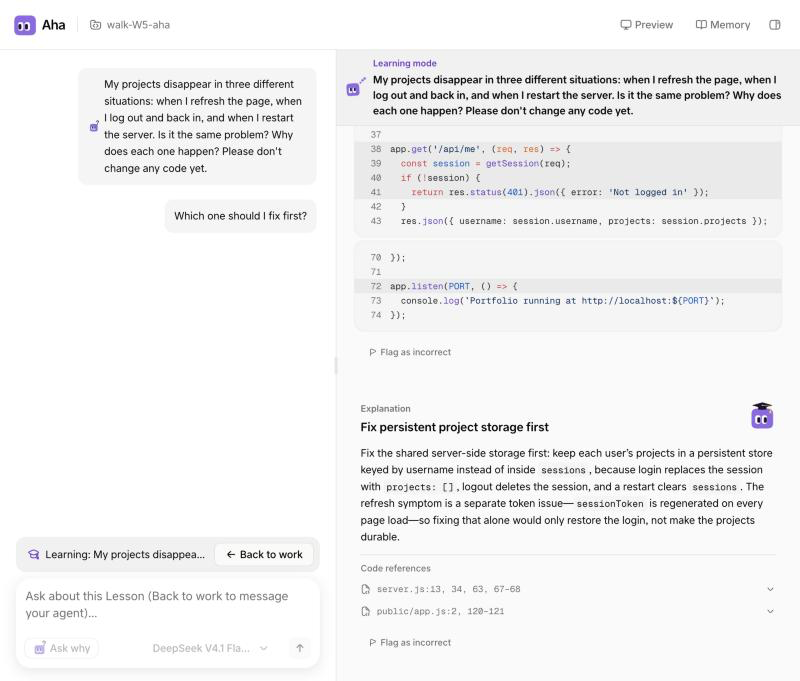 Aha
walk-W5-aha
Preview
Memory
My projects disappear in three different
situations: when I refresh the page, when
I log out and back in, and when I restart
the server. Is it the same problem? Why
does each one happen? Please don't
change any code yet.
Which one should I fix first?
Learning: My projects disappea...
← Back to work
Ask about this Lesson (Back to work to message
your agent)...
Ask why
DeepSeek V4.1 Fla...
Learning mode
My projects disappear in three different situations: when I refresh the page, when I
log out and back in, and when I restart the server. Is it the same problem? Why does
each one happen? Please don't change any code yet.
37
38 app.get('/api/me', (req, res) => {
39   const session = getSession(req);
40   if (!session) {
41     return res.status(401).json({ error: 'Not logged in' });
42   }
43   res.json({ username: session.username, projects: session.projects });
70 });
71
72 app.listen(PORT, () => {
73   console.log(`Portfolio running at http://localhost:${PORT}`);
74 });
Flag as incorrect
Explanation
Fix persistent project storage first
Fix the shared server-side storage first: keep each user's projects in a persistent store
keyed by username instead of inside sessions, because login replaces the session
with projects: [], logout deletes the session, and a restart clears sessions. The
refresh symptom is a separate token issue—sessionToken is regenerated on every
page load—so fixing that alone would only restore the login, not make the projects
durable.
Code references
server.js:13, 34, 63, 67–68
public/app.js:2, 120–121
Flag as incorrect